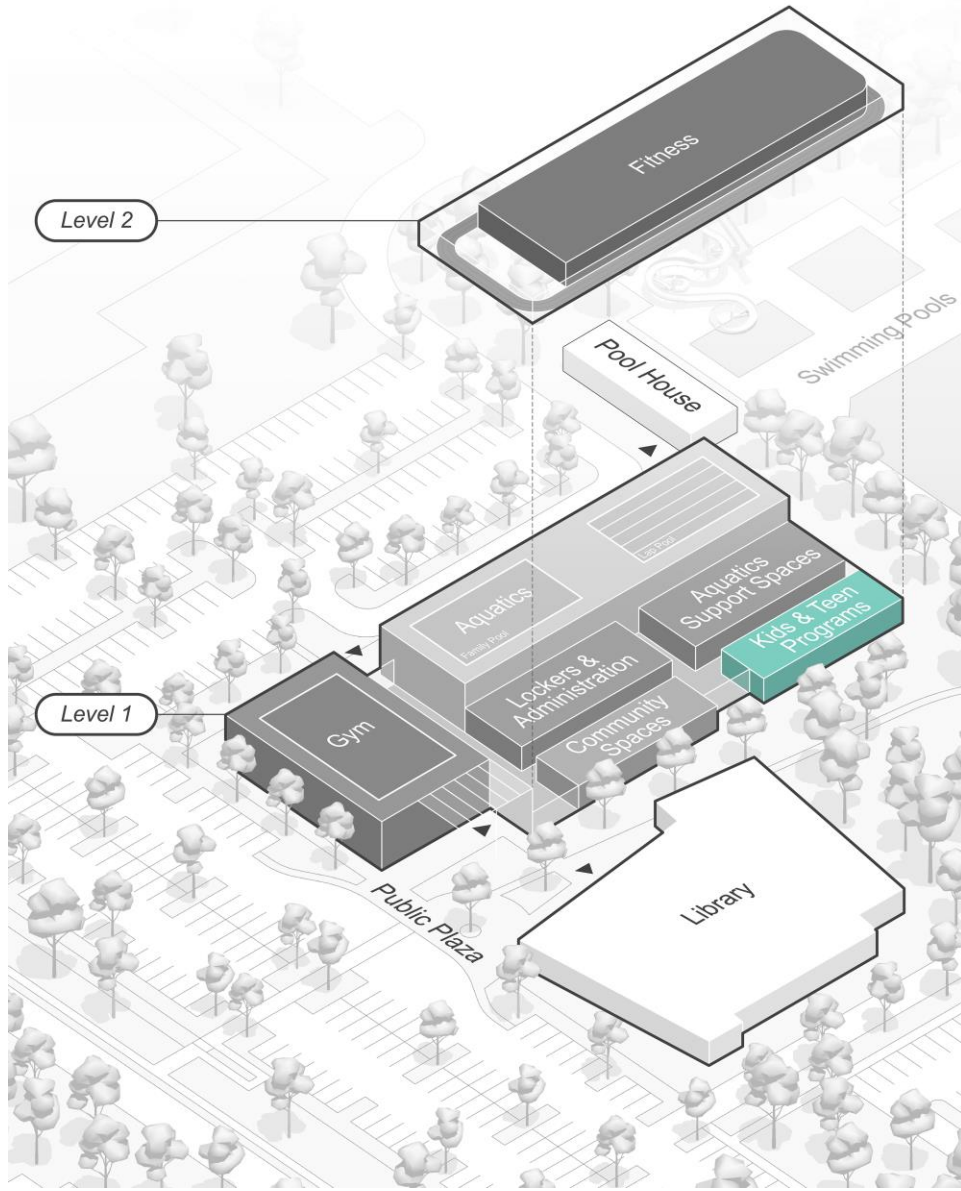 Fitness
Level 2
Swimming Pools
Pool House
Lap Pool
Aquatics
Family Pool
Aquatics
Support Spaces
Kids & Teen
Programs
Lockers &
Administration
Community
Spaces
Level 1
Gym
Public Plaza
Library